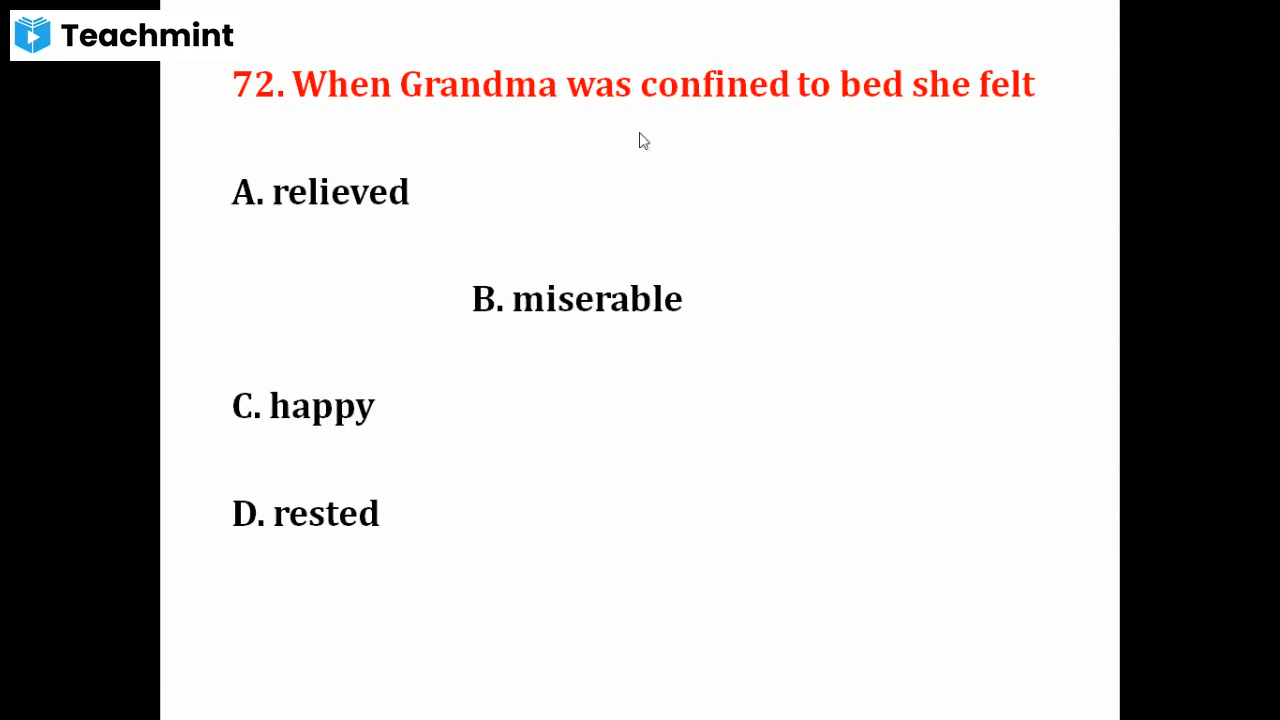 Teachmint
72. When Grandma was confined to bed she felt
A. relieved
B. miserable
C. happy
D. rested